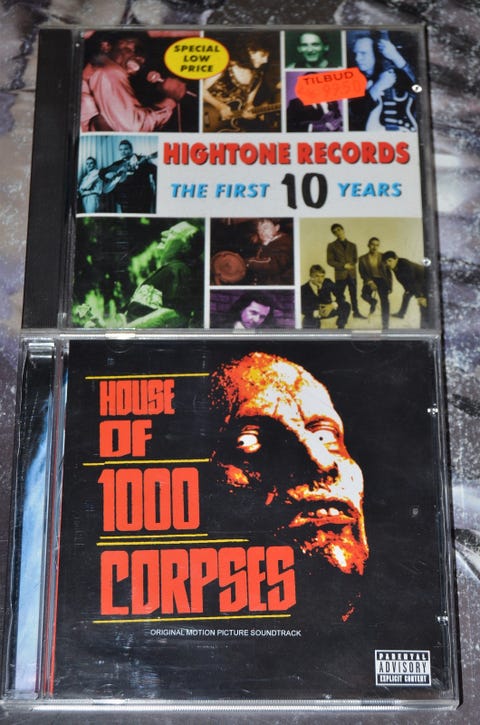 SPECIAL
LOW
PRICE
TILBUD
HIGHTONE RECORDS
THE FIRST 10 YEARS
HOUSE
OF
1000
CORPSES
ORIGINAL MOTION PICTURE SOUNDTRACK
PARENTAL
ADVISORY
EXPLICIT CONTENT